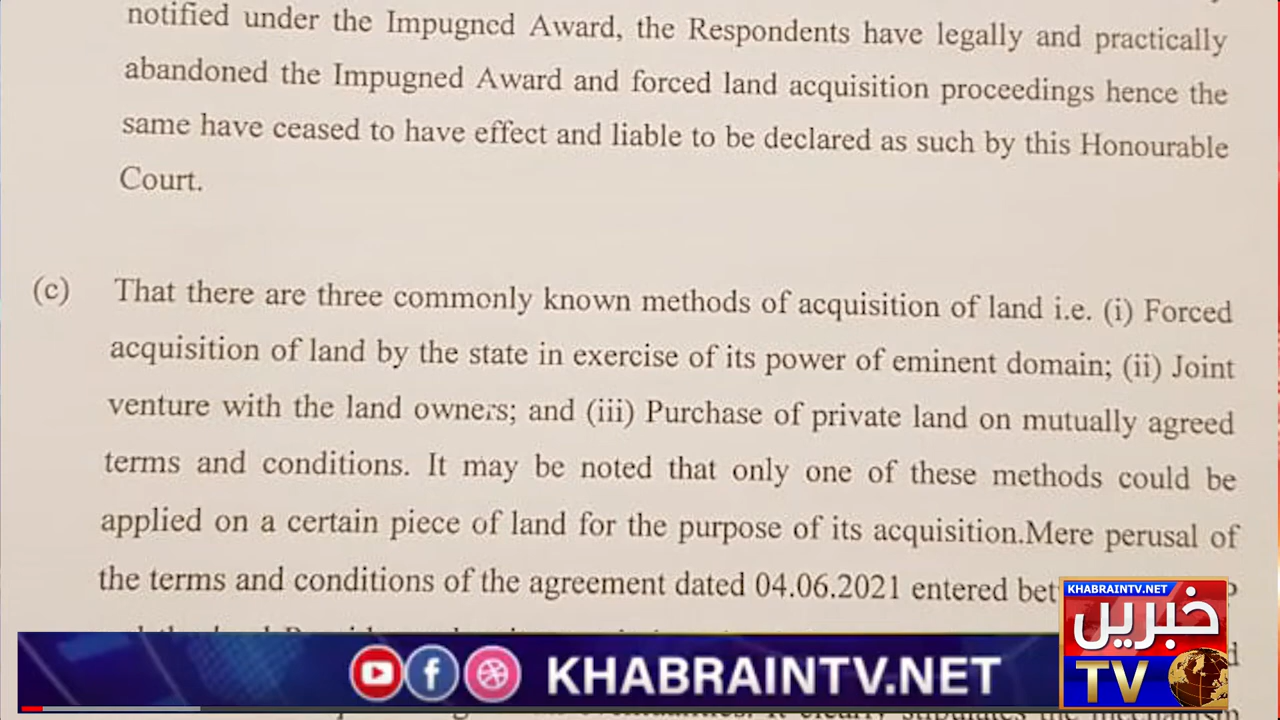 notified under the Impugned Award, the Respondents have legally and practically
abandoned the Impugned Award and forced land acquisition proceedings hence the
same have ceased to have effect and liable to be declared as such by this Honourable
Court.
(c) That there are three commonly known methods of acquisition of land i.e. (i) Forced
acquisition of land by the state in exercise of its power of eminent domain; (ii) Joint
venture with the land owners; and (iii) Purchase of private land on mutually agreed
terms and conditions. It may be noted that only one of these methods could be
applied on a certain piece of land for the purpose of its acquisition.Mere perusal of
the terms and conditions of the agreement dated 04.06.2021 entered
KHABRAINTV.NET
خبریں
TV
KHABRAINTV.NET